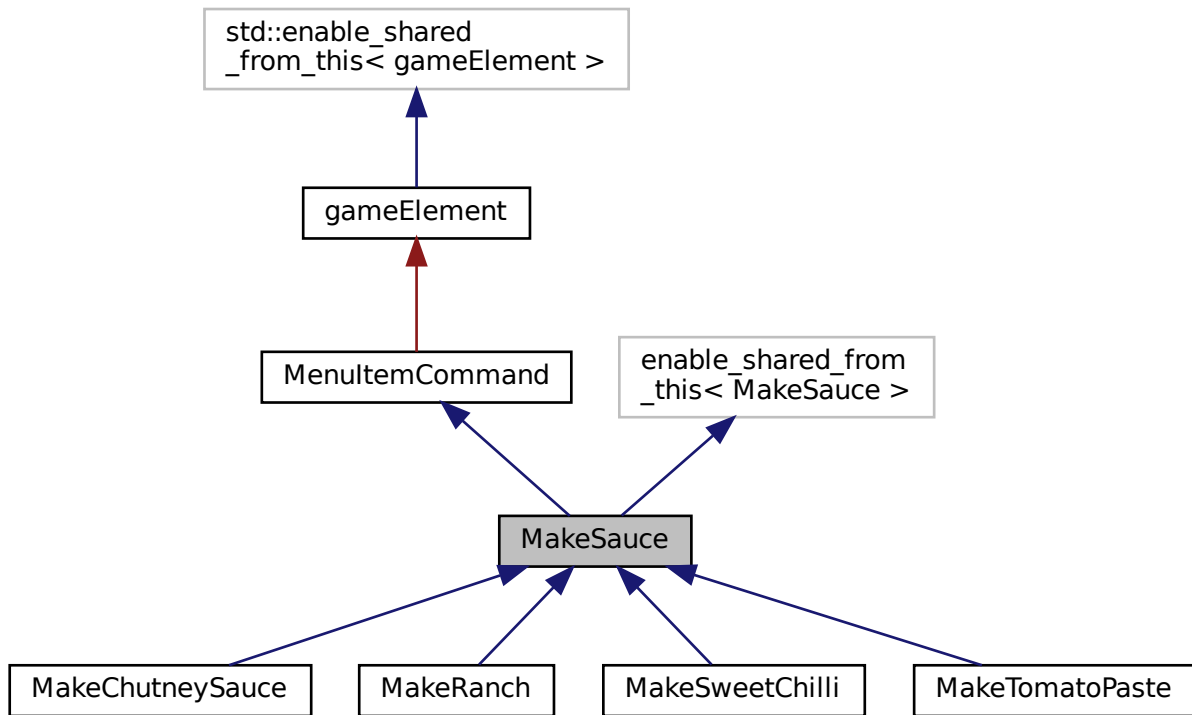 std::enable_shared
_from_this< gameElement >
gameElement
MenuItemCommand
enable_shared_from
_this< MakeSauce >
MakeSauce
MakeChutneySauce
MakeRanch
MakeSweetChilli
MakeTomatoPaste